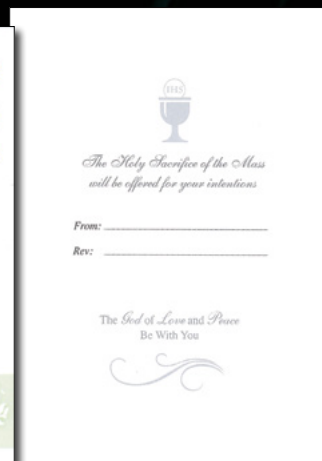 IHS
The Holy Sacrifice of the Mass
will be offered for your intentions
From:
Rev:
The God of Love and Peace
Be With You